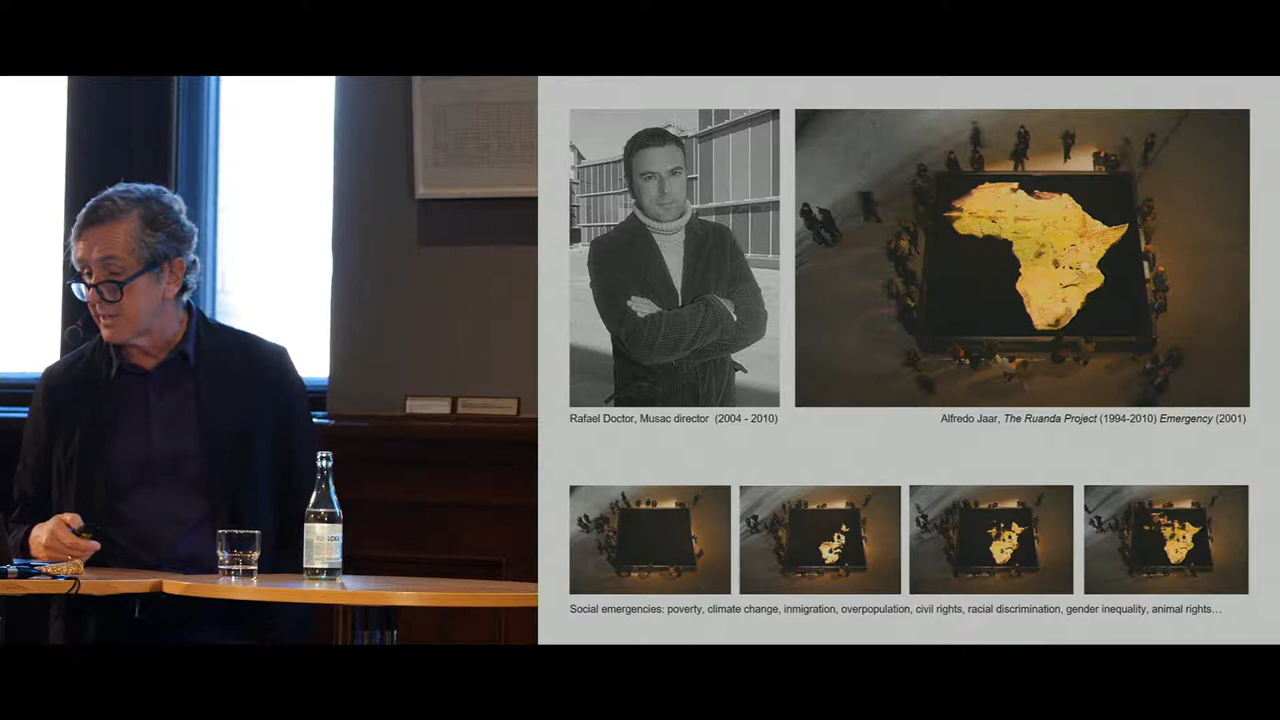 Rafael Doctor, Musac director (2004 - 2010)
Alfredo Jaar, The Ruanda Project (1994-2010) Emergency (2001)
Social emergencies: poverty, climate change, inmigration, overpopulation, civil rights, racial discrimination, gender inequality, animal rights…
LOKA